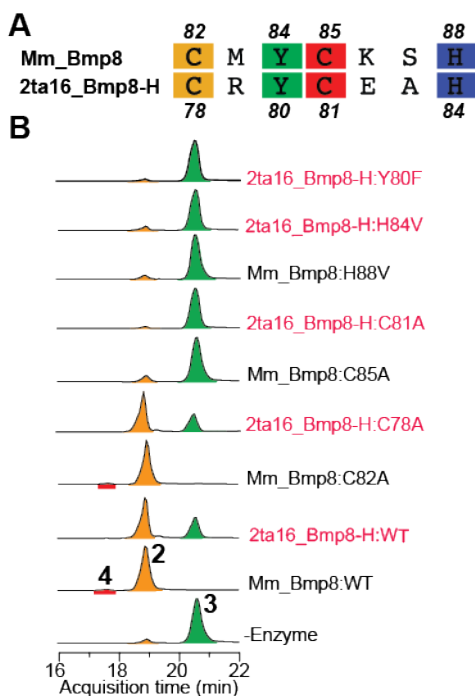 A
82 84 85 88
Mm_Bmp8 C M Y C K S H
2ta16_Bmp8-H C R Y C E A H
78 80 81 84
B
2ta16_Bmp8-H:Y80F
2ta16_Bmp8-H:H84V
Mm_Bmp8:H88V
2ta16_Bmp8-H:C81A
Mm_Bmp8:C85A
2ta16_Bmp8-H:C78A
Mm_Bmp8:C82A
2ta16_Bmp8-H:WT
4 2 Mm_Bmp8:WT
3 -Enzyme
16 18 20 22
Acquisition time (min)